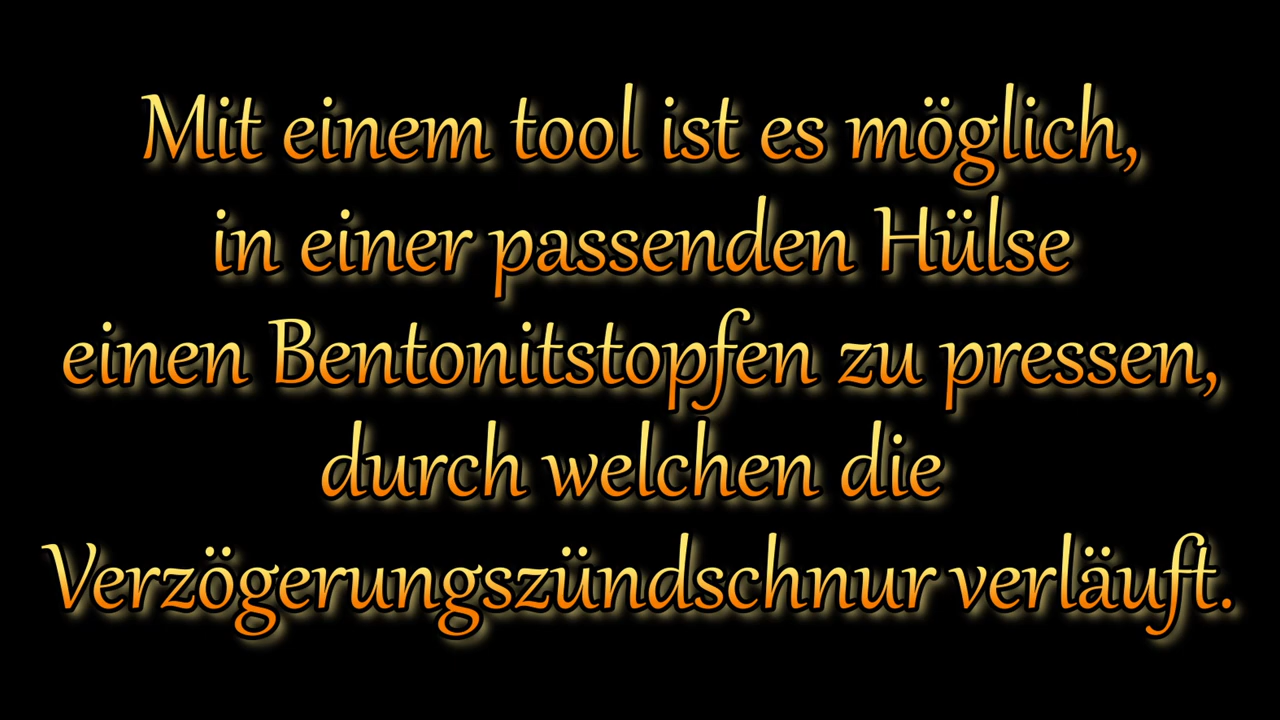 Mit einem tool ist es möglich,
in einer passenden Hülse
einen Bentonitstopfen zu pressen,
durch welchen die
Verzögerungszündschnur verläuft.